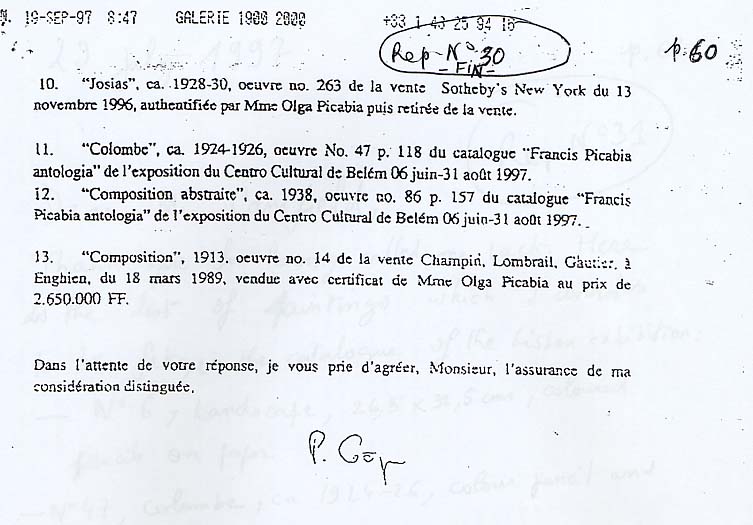 19-SEP-97 8:47 GALERIE 1900 2000 +33 1 43 25 94 18
Rep-N° 30
- FIN -
p. 60
10. "Josias", ca. 1928-30, oeuvre no. 263 de la vente Sotheby's New York du 13
novembre 1996, authentifiée par Mme Olga Picabia puis retirée de la vente.
11. "Colombe", ca. 1924-1926, oeuvre No. 47 p. 118 du catalogue "Francis Picabia
antologia" de l'exposition du Centro Cultural de Belém 06 juin-31 août 1997.
12. "Composition abstraite", ca. 1938, oeuvre no. 86 p. 157 du catalogue "Francis
Picabia antologia" de l'exposition du Centro Cultural de Belém 06 juin-31 août 1997.
13. "Composition", 1913, oeuvre no. 14 de la vente Champin, Lombrail, Gautier, à
Enghien, du 18 mars 1989, vendue avec certificat de Mme Olga Picabia au prix de
2.650.000 FF.
Dans l'attente de votre réponse, je vous prie d'agréer, Monsieur, l'assurance de ma
considération distinguée,
P.